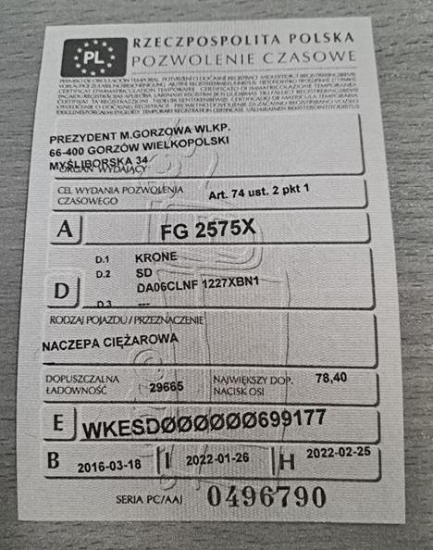 PL
RZECZPOSPOLITA POLSKA
POZWOLENIE CZASOWE
PREZYDENT M.GORZOWA WLKP.
66-400 GORZÓW WIELKOPOLSKI
MYŚLIBORSKA 34
ORGAN WYDAJĄCY
CEL WYDANIA POZWOLENIA CZASOWEGO Art. 74 ust. 2 pkt 1
A FG 2575X
D.1 KRONE
D.2 SD
DA06CLNF 1227XBN1
D
D.3 ---
RODZAJ POJAZDU / PRZEZNACZENIE
NACZEPA CIĘŻAROWA
DOPUSZCZALNA ŁADOWNOŚĆ 29665 NAJWIĘKSZY DOP. NACISK OSI 78,40
E WKESDØØØØØØ699177
B 2016-03-18 I 2022-01-26 H 2022-02-25
SERIA PC/AAI 0496790